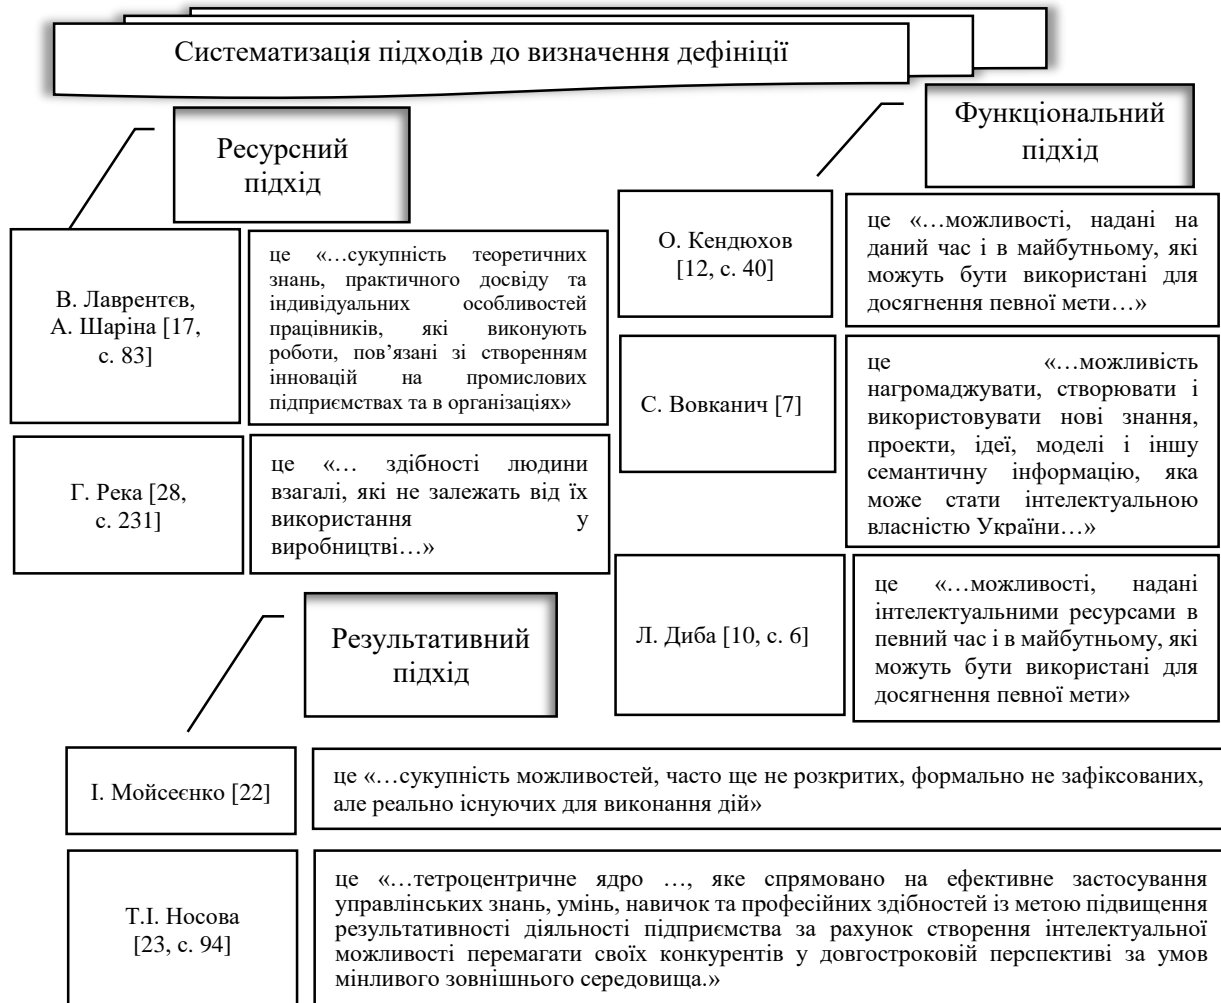 Систематизація підходів до визначення дефініції
Ресурсний
підхід
В. Лаврентєв,
А. Шаріна [17,
с. 83]
це «…сукупність теоретичних
знань, практичного досвіду та
індивідуальних особливостей
працівників, які виконують
роботи, пов’язані зі створенням
інновацій на промислових
підприємствах та в організаціях»
Г. Река [28,
с. 231]
це «… здібності людини
взагалі, які не залежать від їх
використання у
виробництві…»
Функціональний
підхід
О. Кендюхов
[12, с. 40]
це «…можливості, надані на
даний час і в майбутньому, які
можуть бути використані для
досягнення певної мети…»
С. Вовканич [7]
це «…можливість
нагромаджувати, створювати і
використовувати нові знання,
проекти, ідеї, моделі і іншу
семантичну інформацію, яка
може стати інтелектуальною
власністю України…»
Л. Диба [10, с. 6]
це «…можливості, надані
інтелектуальними ресурсами в
певний час і в майбутньому, які
можуть бути використані для
досягнення певної мети»
Результативний
підхід
І. Мойсеєнко [22]
це «…сукупність можливостей, часто ще не розкритих, формально не зафіксованих,
але реально існуючих для виконання дій»
Т.І. Носова
[23, с. 94]
це «…тетроцентричне ядро …, яке спрямовано на ефективне застосування
управлінських знань, умінь, навичок та професійних здібностей із метою підвищення
результативності діяльності підприємства за рахунок створення інтелектуальної
можливості перемагати своїх конкурентів у довгостроковій перспективі за умов
мінливого зовнішнього середовища.»